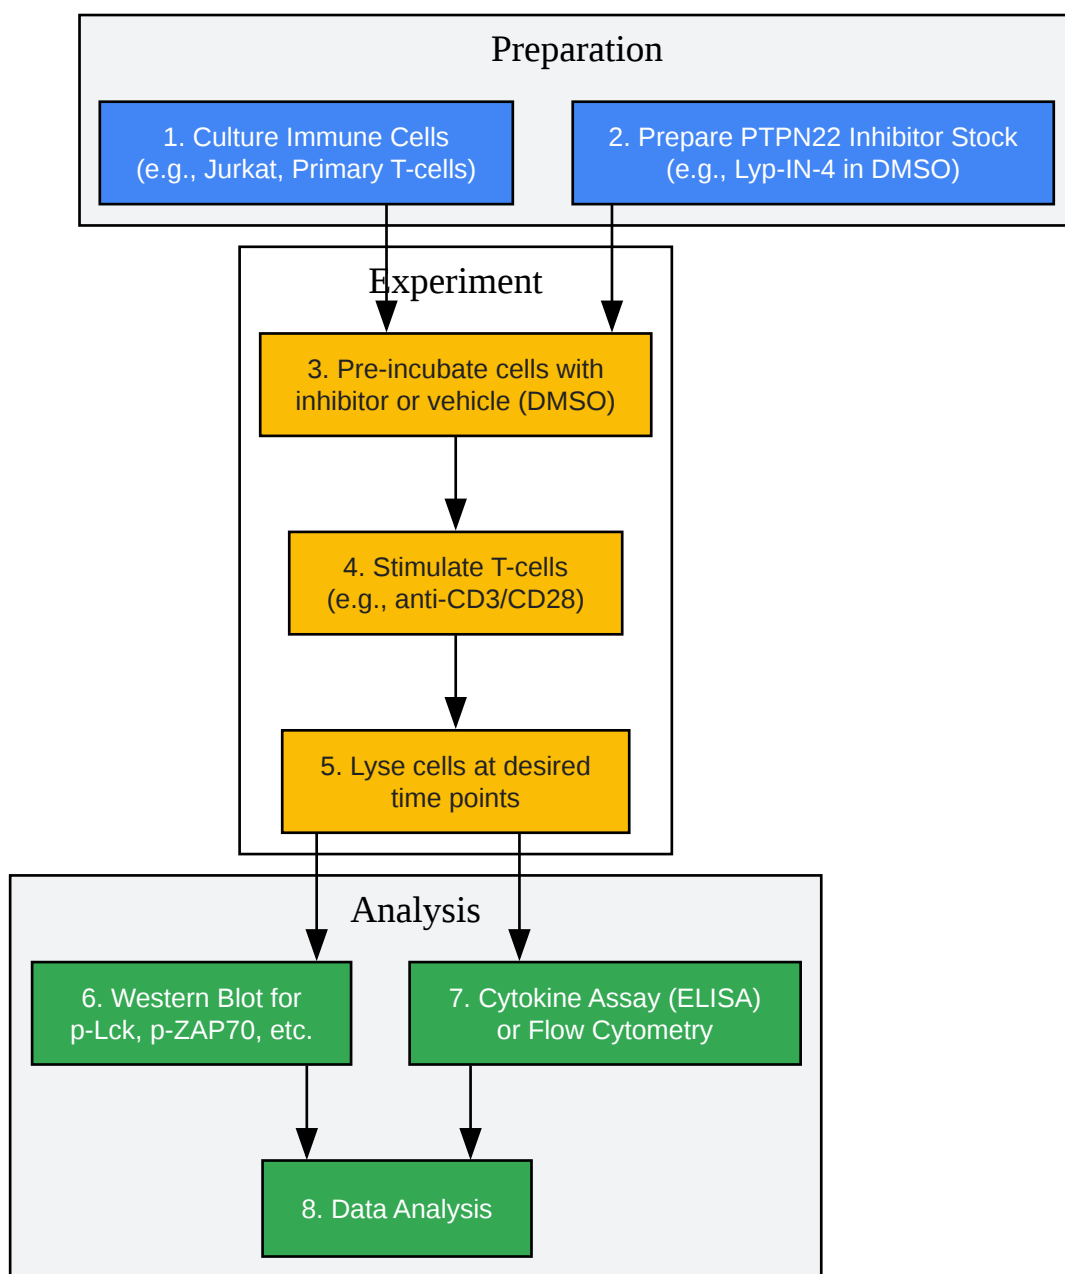 Preparation
1. Culture Immune Cells
(e.g., Jurkat, Primary T-cells)
2. Prepare PTPN22 Inhibitor Stock
(e.g., Lyp-IN-4 in DMSO)
Experiment
3. Pre-incubate cells with
inhibitor or vehicle (DMSO)
4. Stimulate T-cells
(e.g., anti-CD3/CD28)
5. Lyse cells at desired
time points
Analysis
6. Western Blot for
p-Lck, p-ZAP70, etc.
7. Cytokine Assay (ELISA)
or Flow Cytometry
8. Data Analysis